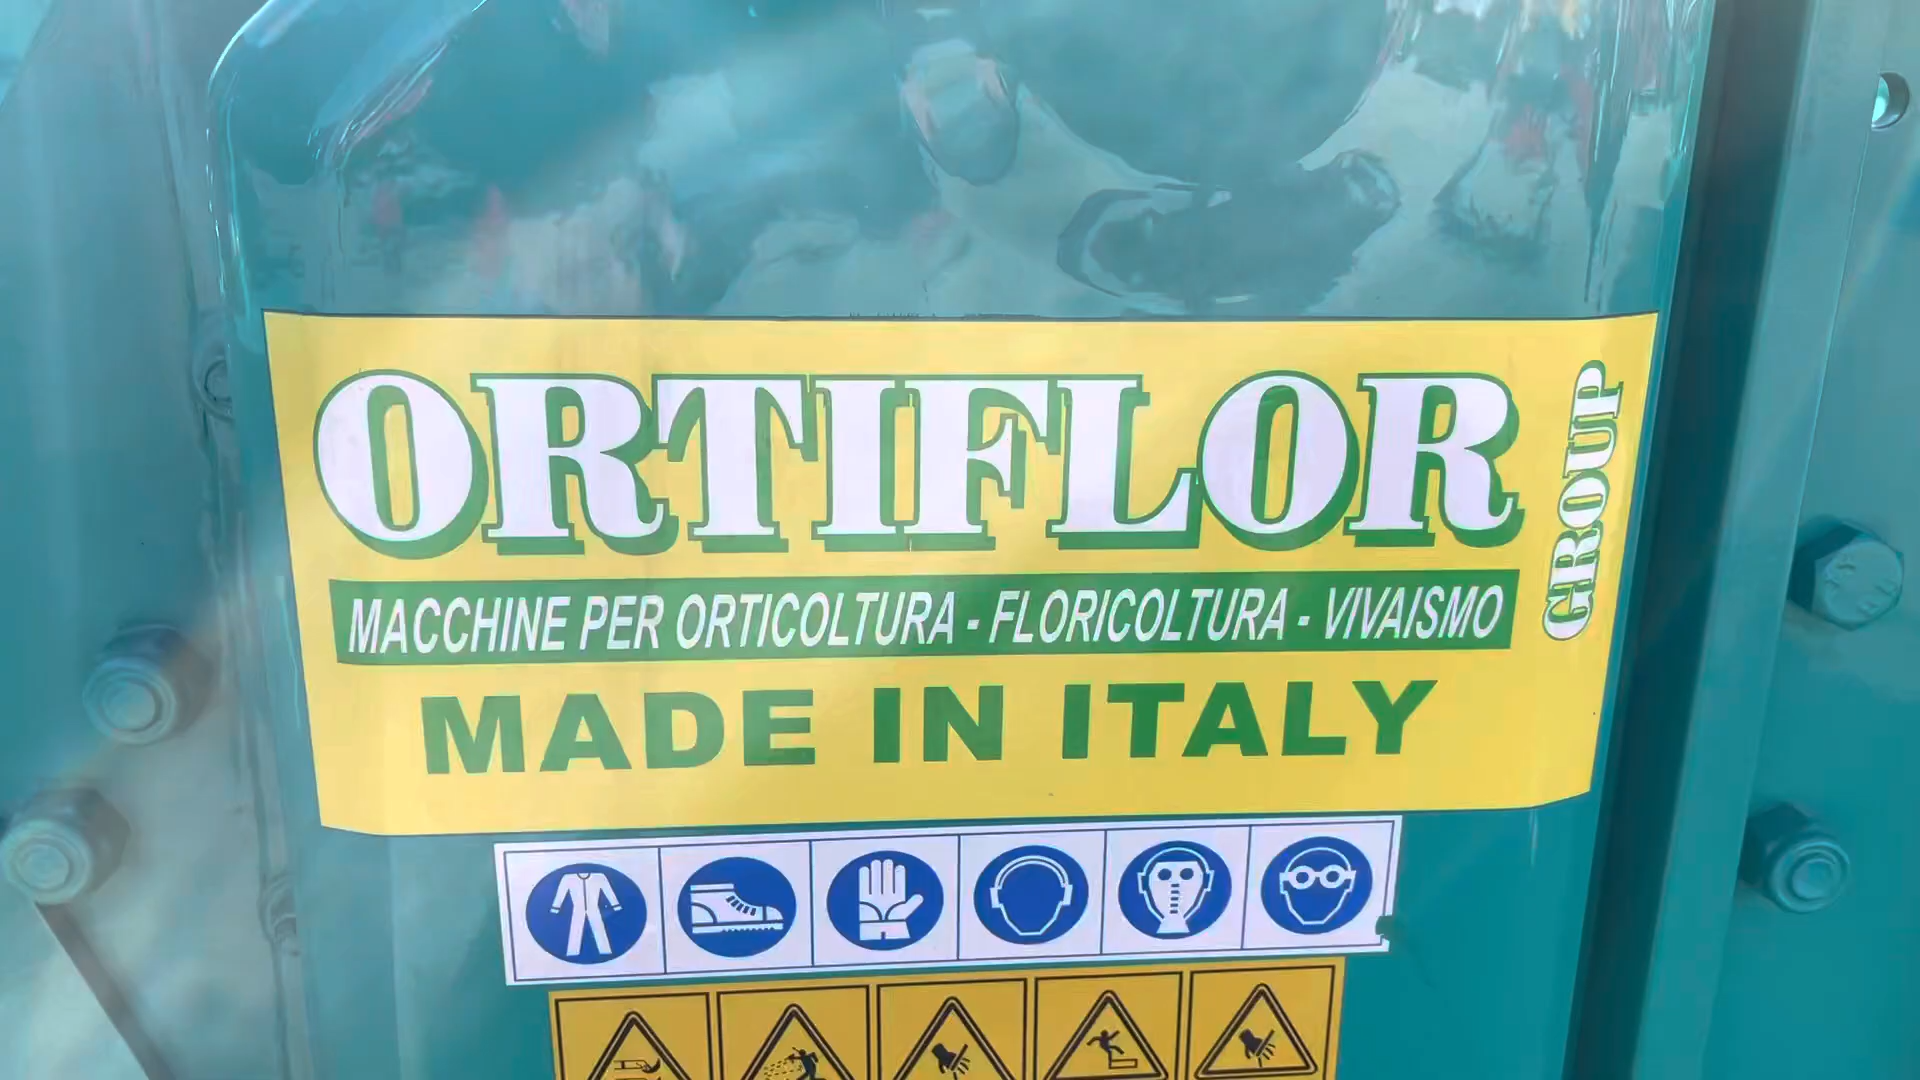 ORTIFLOR
GROUP
MACCHINE PER ORTICOLTURA - FLORICOLTURA - VIVAISMO
MADE IN ITALY